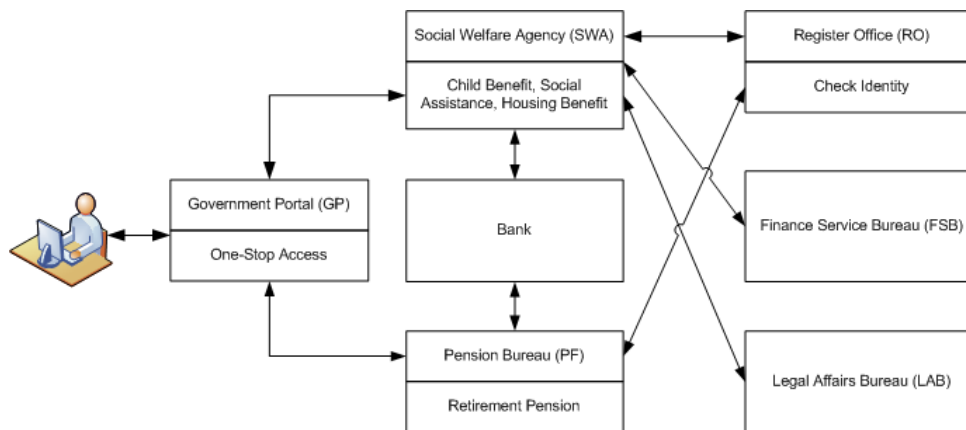 Social Welfare Agency (SWA)
Child Benefit, Social
Assistance, Housing Benefit
Register Office (RO)
Check Identity
Government Portal (GP)
One-Stop Access
Bank
Finance Service Bureau (FSB)
Pension Bureau (PF)
Retirement Pension
Legal Affairs Bureau (LAB)